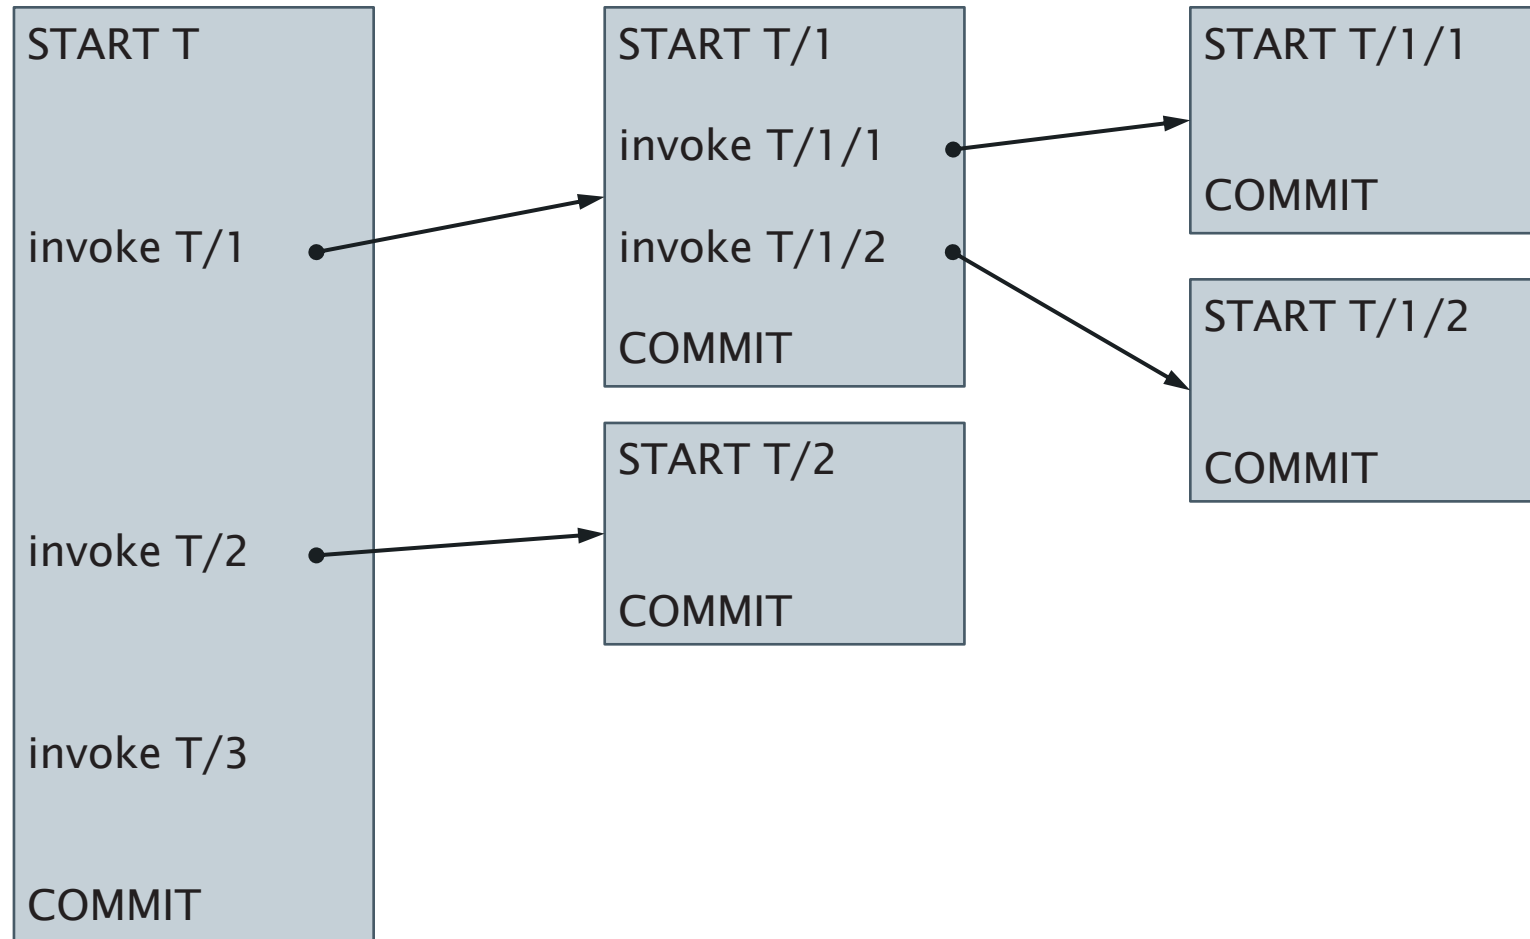 START T
invoke T/1
invoke T/2
invoke T/3
COMMIT
START T/1
invoke T/1/1
invoke T/1/2
COMMIT
START T/2
COMMIT
START T/1/1
COMMIT
START T/1/2
COMMIT